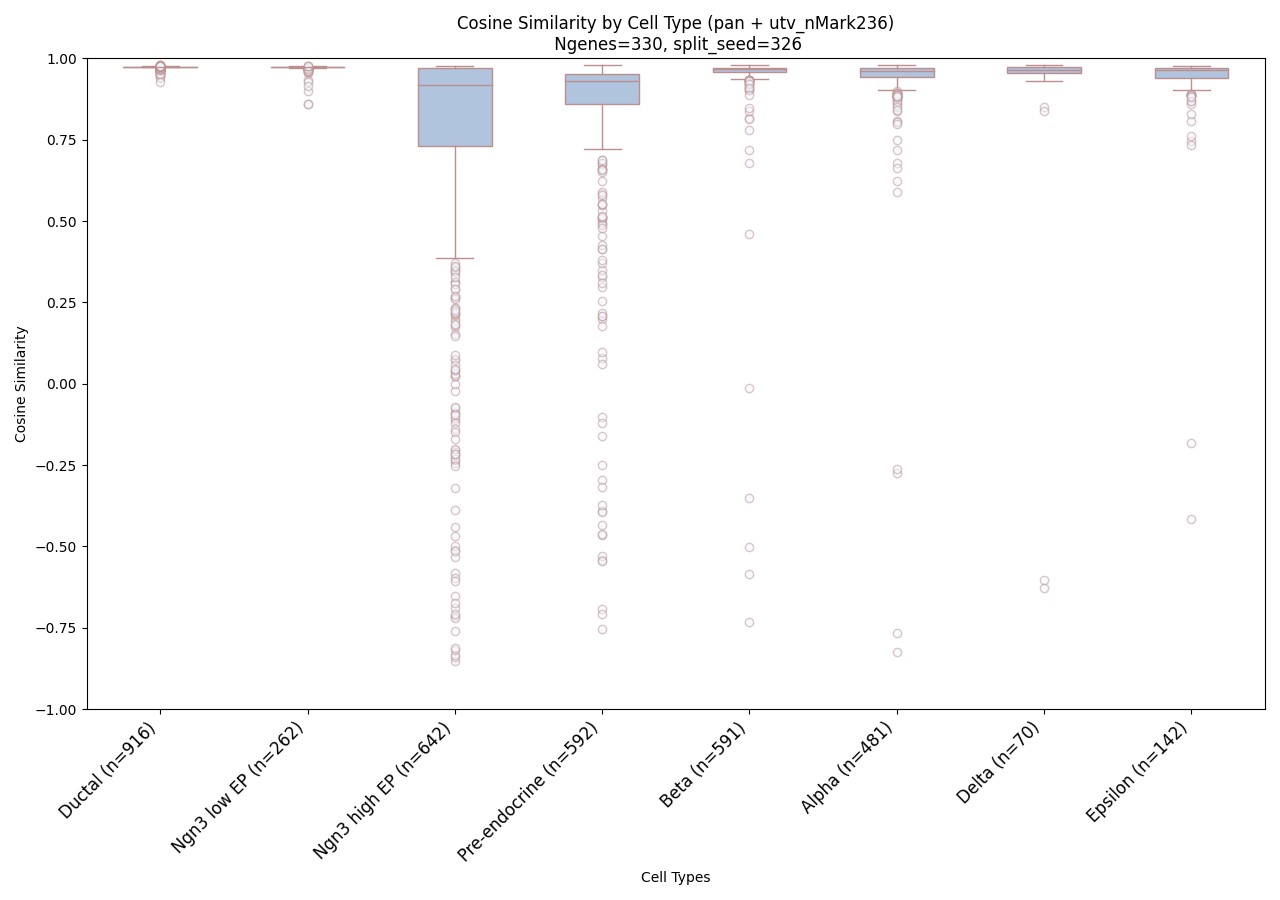 Cosine Similarity by Cell Type (pan + utv_nMark236)
Ngenes=330, split_seed=326
1.00
0.75
0.50
0.25
0.00
−0.25
−0.50
−0.75
−1.00
Cosine Similarity
Ductal (n=916)
Ngn3 low EP (n=262)
Ngn3 high EP (n=642)
Pre-endocrine (n=592)
Beta (n=591)
Alpha (n=481)
Delta (n=70)
Epsilon (n=142)
Cell Types